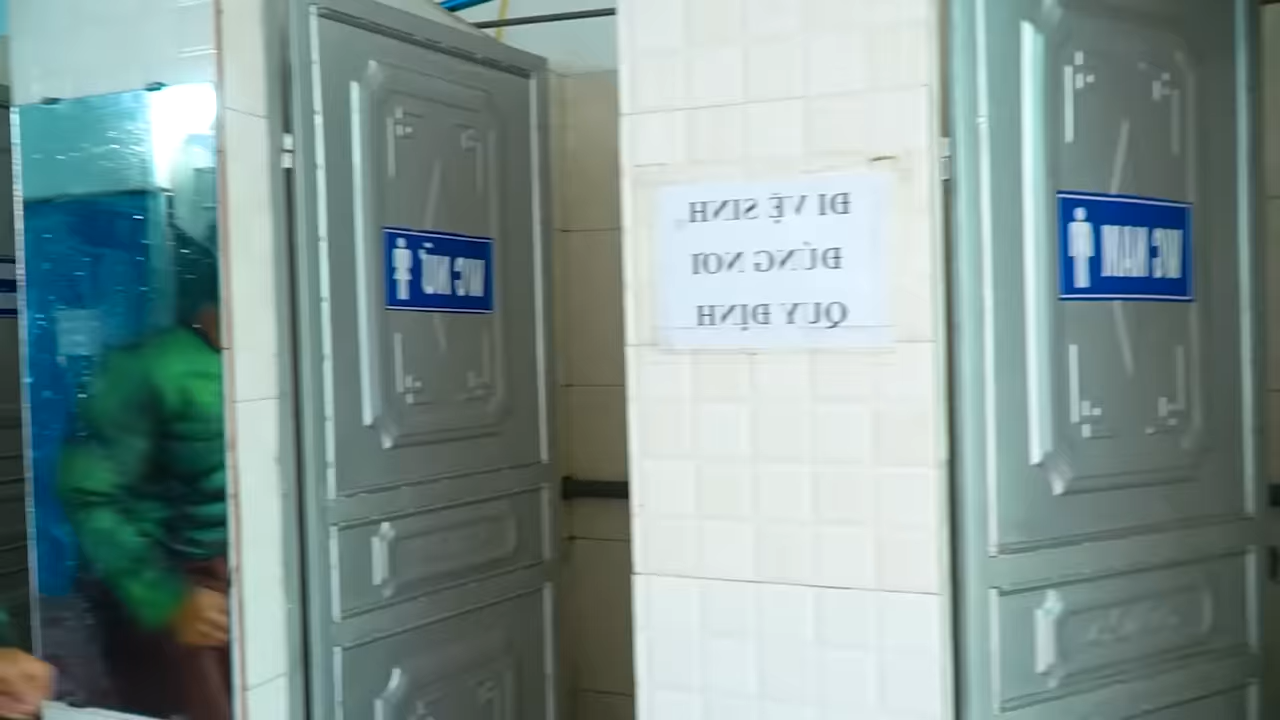 WC NỮ
ĐI VỆ SINH
ĐÚNG NƠI
QUY ĐỊNH
WC NAM